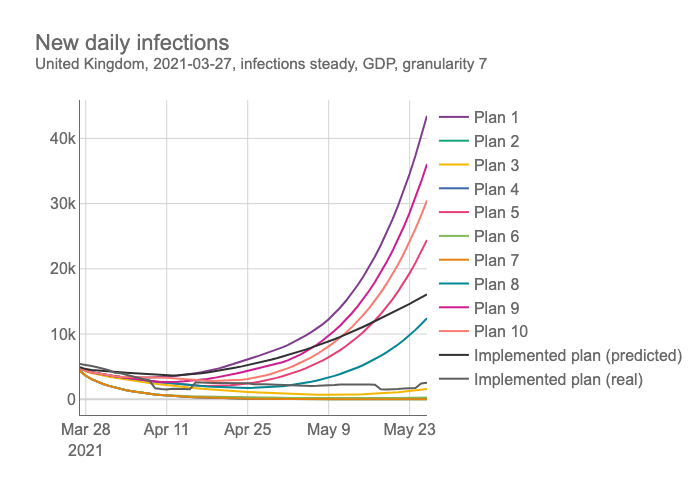 New daily infections
United Kingdom, 2021-03-27, infections steady, GDP, granularity 7
40k
30k
20k
10k
0
Mar 28
2021
Apr 11
Apr 25
May 9
May 23
Plan 1
Plan 2
Plan 3
Plan 4
Plan 5
Plan 6
Plan 7
Plan 8
Plan 9
Plan 10
Implemented plan (predicted)
Implemented plan (real)